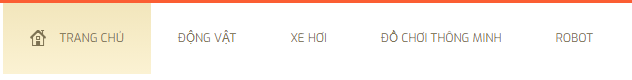 TRANG CHỦ ĐỘNG VẬT XE HƠI ĐỒ CHƠI THÔNG MINH ROBOT